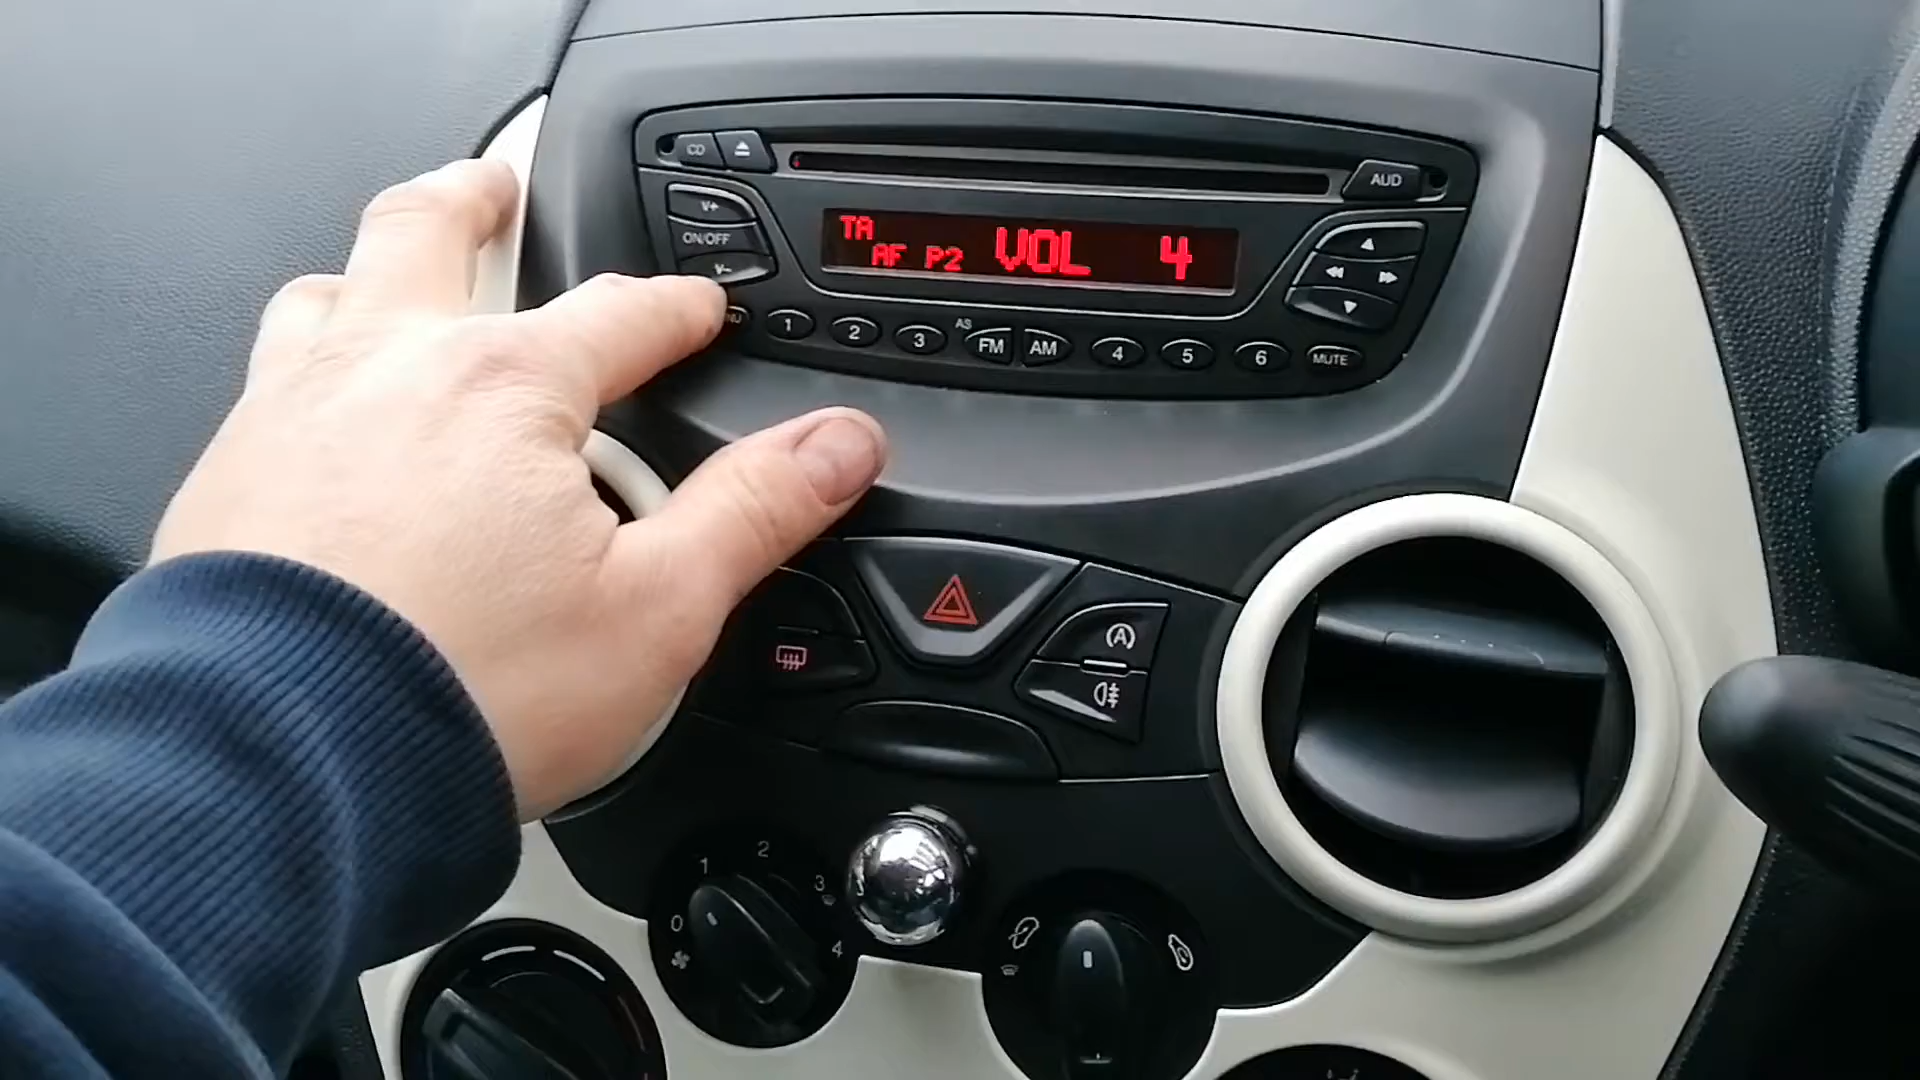 CD
AUD
V+
ON/OFF
V-
TA
AF P2 VOL 4
1 2 3 AS FM AM 4 5 6 MUTE
A
0 1 2 3 4